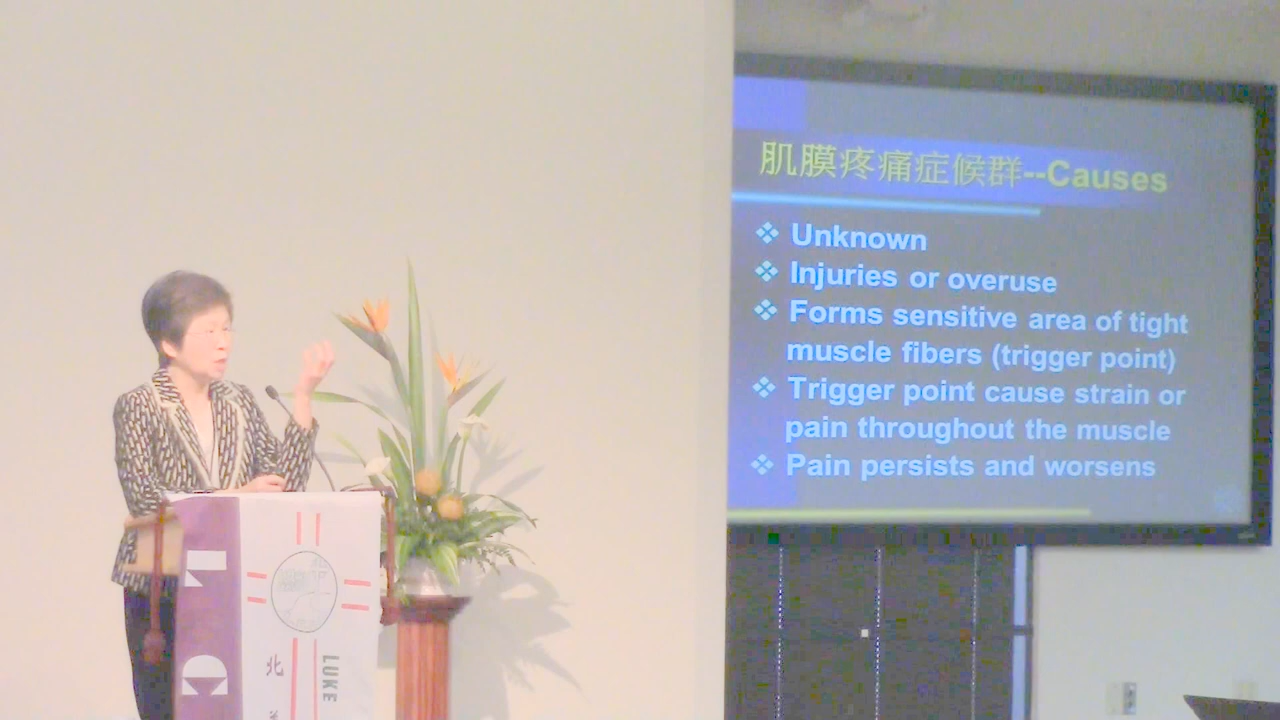 肌膜疼痛症候群--Causes
❖ Unknown
❖ Injuries or overuse
❖ Forms sensitive area of tight
muscle fibers (trigger point)
❖ Trigger point cause strain or
pain throughout the muscle
❖ Pain persists and worsens
北
LUKE